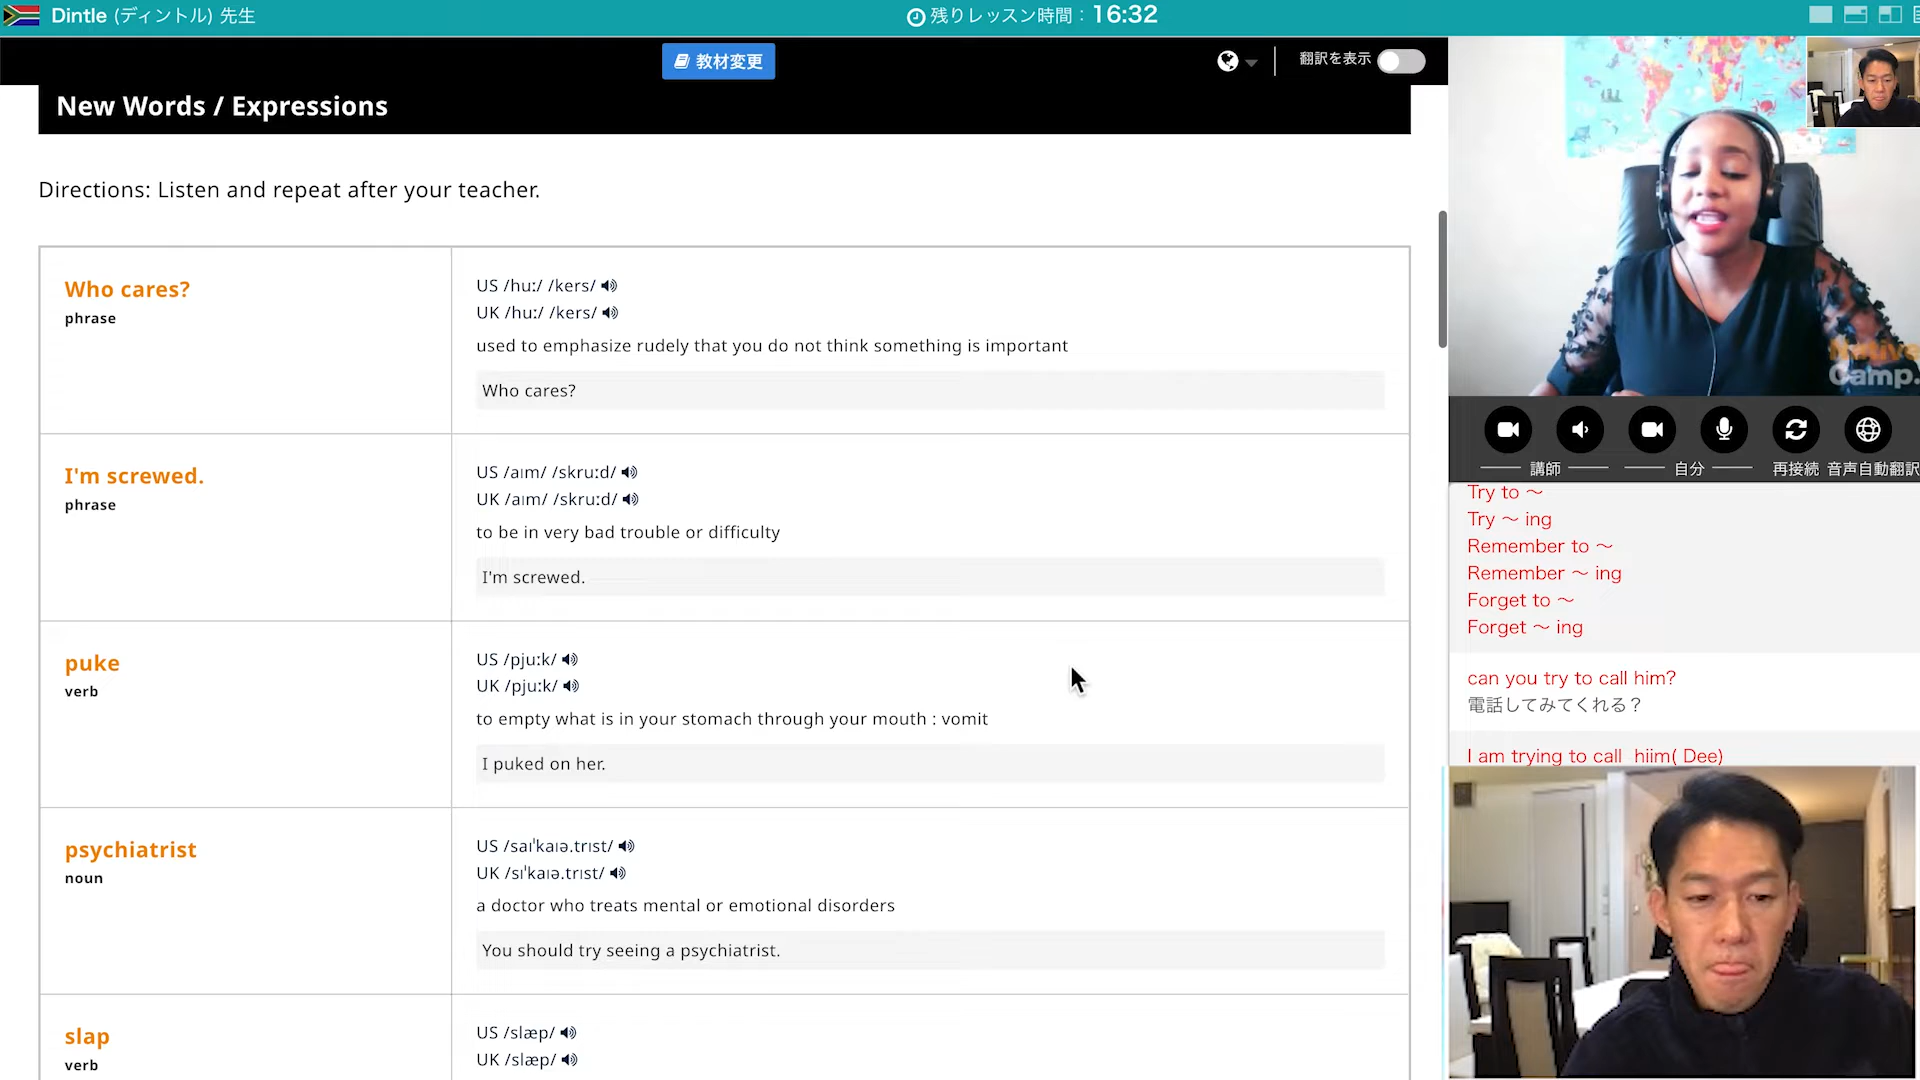 Dintle (ディントル) 先生
残りレッスン時間 : 16:32
教材変更
翻訳を表示
New Words / Expressions
Directions: Listen and repeat after your teacher.
Who cares?
phrase
US /huː/ /kers/
UK /huː/ /kers/
used to emphasize rudely that you do not think something is important
Who cares?
I'm screwed.
phrase
US /aɪm/ /skruːd/
UK /aɪm/ /skruːd/
to be in very bad trouble or difficulty
I'm screwed.
puke
verb
US /pjuːk/
UK /pjuːk/
to empty what is in your stomach through your mouth : vomit
I puked on her.
psychiatrist
noun
US /saɪˈkaɪə.trɪst/
UK /sɪˈkaɪə.trɪst/
a doctor who treats mental or emotional disorders
You should try seeing a psychiatrist.
slap
verb
US /slæp/
UK /slæp/
Camp.
講師
自分
再接続
音声自動翻訳
Try to ～
Try ～ ing
Remember to ～
Remember ～ ing
Forget to ～
Forget ～ ing
can you try to call him?
電話してみてくれる？
I am trying to call hiim( Dee)